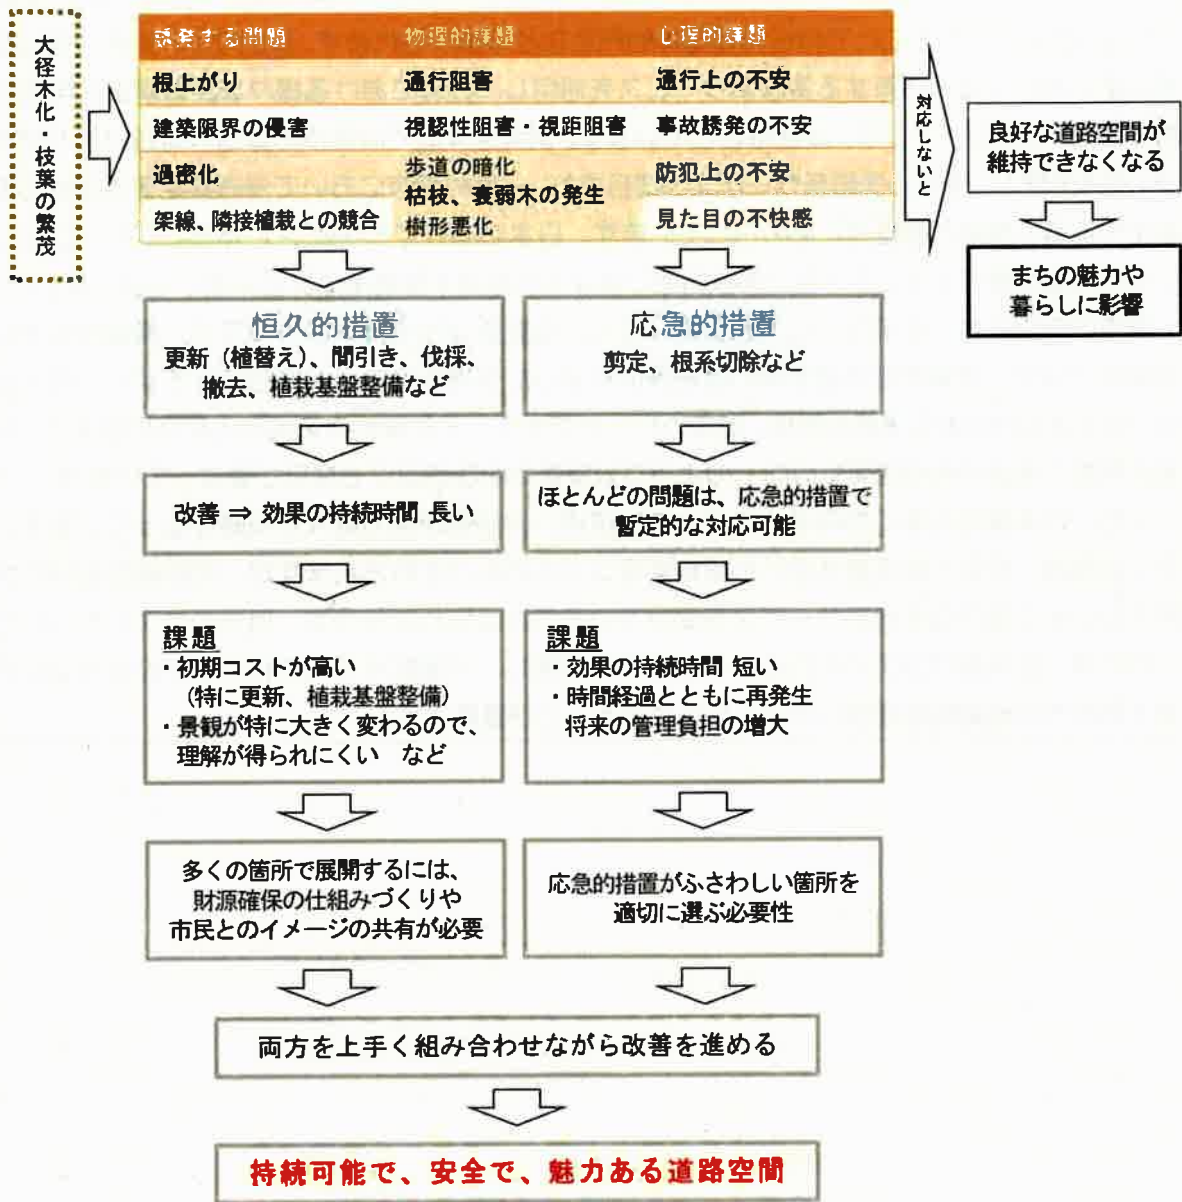 大径木化・枝葉の繁茂
誘発する問題 物理的課題 心理的課題
根上がり 通行阻害 通行上の不安
建築限界の侵害 視認性阻害・視距阻害 事故誘発の不安
過密化 歩道の暗化 防犯上の不安
枯枝、衰弱木の発生
架線、隣接植栽との競合 樹形悪化 見た目の不快感
対応しないと
良好な道路空間が
維持できなくなる
まちの魅力や
暮らしに影響
恒久的措置
更新（植替え）、間引き、伐採、
撤去、植栽基盤整備など
応急的措置
剪定、根系切除など
改善 ⇒ 効果の持続時間 長い
ほとんどの問題は、応急的措置で
暫定的な対応可能
課題
・初期コストが高い
（特に更新、植栽基盤整備）
・景観が特に大きく変わるので、
理解が得られにくい など
課題
・効果の持続時間 短い
・時間経過とともに再発生
将来の管理負担の増大
多くの箇所で展開するには、
財源確保の仕組みづくりや
市民とのイメージの共有が必要
応急的措置がふさわしい箇所を
適切に選ぶ必要性
両方を上手く組み合わせながら改善を進める
持続可能で、安全で、魅力ある道路空間